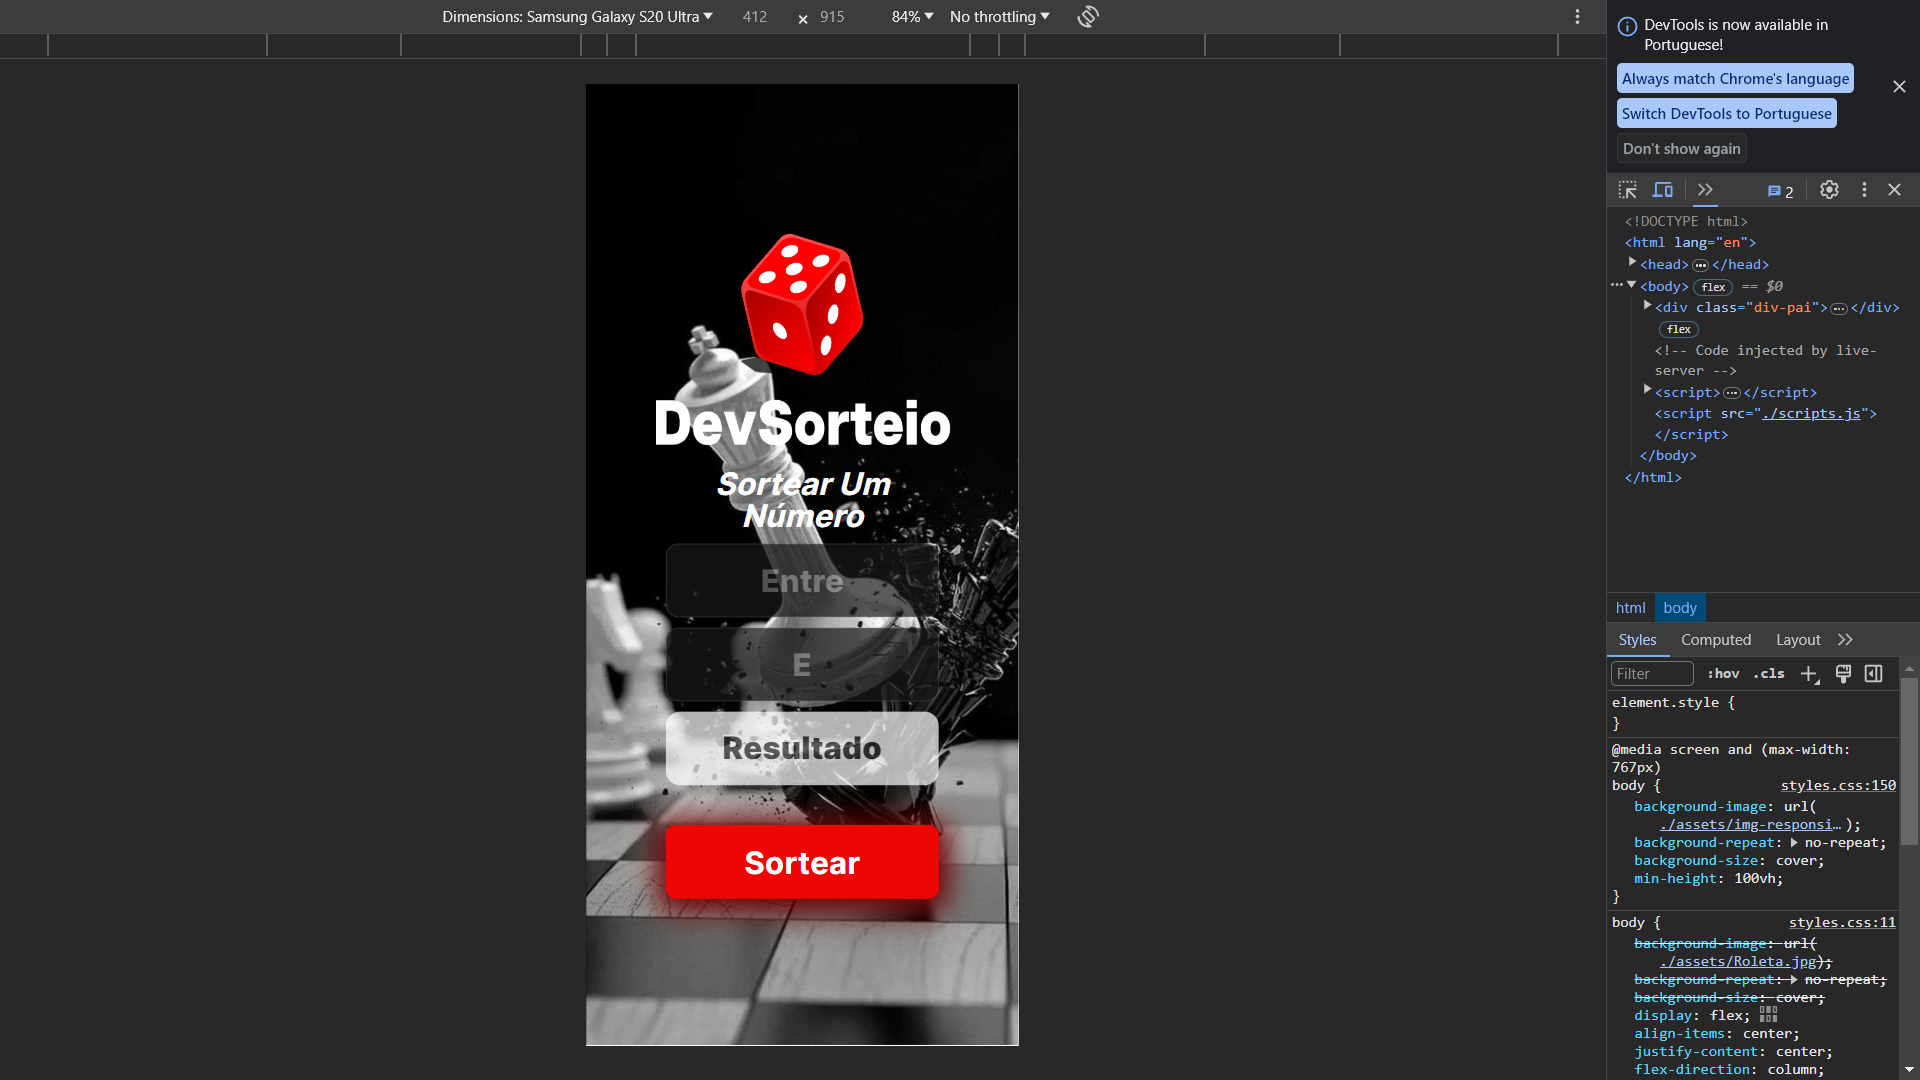 Dimensions: Samsung Galaxy S20 Ultra 412 × 915 84% No throttling
DevSorteio
Sortear Um
Número
Entre
E
Resultado
Sortear
DevTools is now available in
Portuguese!
Always match Chrome's language
Switch DevTools to Portuguese
Don't show again
2
<!DOCTYPE html>
<html lang="en">
<head> ••• </head>
••• <body> flex == $0
<div class="div-pai"> ••• </div>
flex
<!-- Code injected by live-
server -->
<script> ••• </script>
<script src="./scripts.js">
</script>
</body>
</html>
html body
Styles Computed Layout
Filter :hov .cls
element.style {
}
@media screen and (max-width:
767px)
body { styles.css:150
background-image: url(
./assets/img-responsi… );
background-repeat: no-repeat;
background-size: cover;
min-height: 100vh;
}
body { styles.css:11
background-image: url(
./assets/Roleta.jpg);
background-repeat: no-repeat;
background-size: cover;
display: flex;
align-items: center;
justify-content: center;
flex-direction: column;